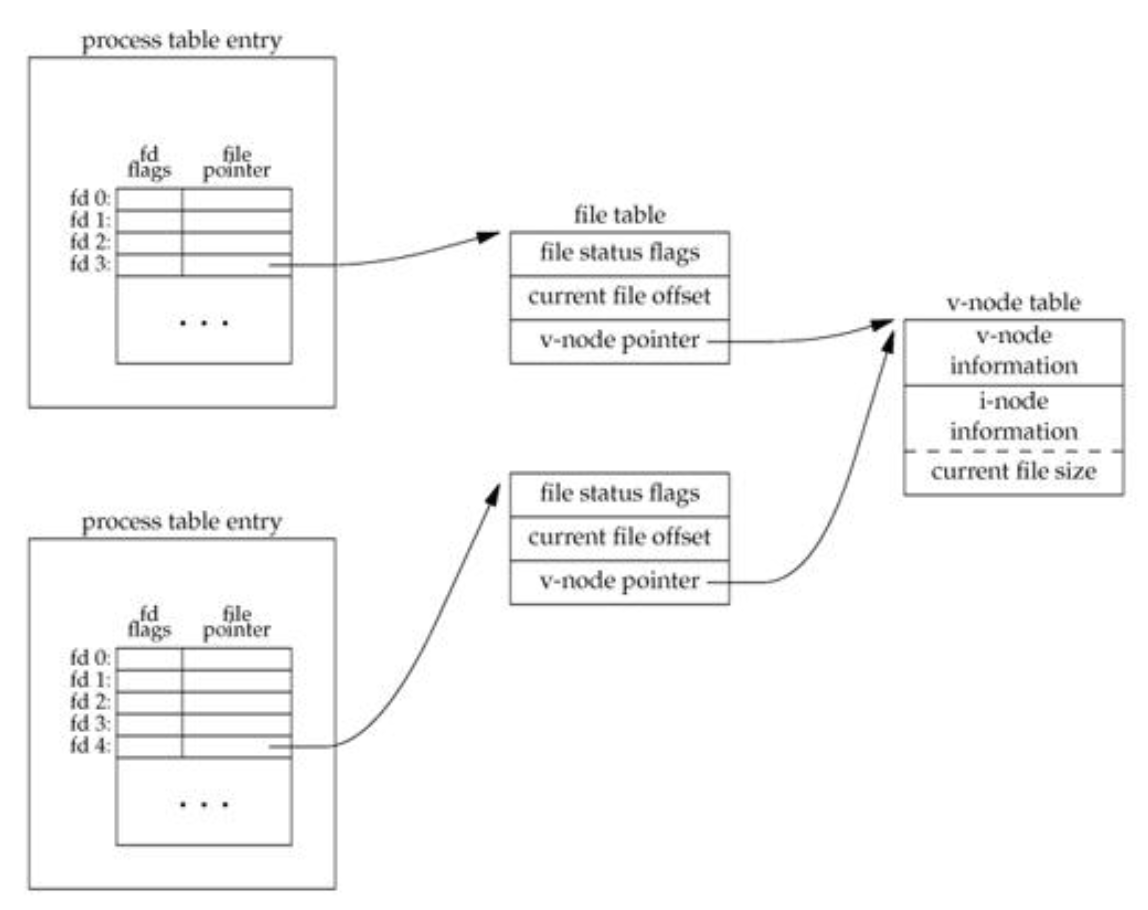 process table entry
fd flags
file pointer
fd 0:
fd 1:
fd 2:
fd 3:
. . .
file table
file status flags
current file offset
v-node pointer
v-node table
v-node
information
i-node
information
current file size
file status flags
current file offset
v-node pointer
process table entry
fd flags
file pointer
fd 0:
fd 1:
fd 2:
fd 3:
fd 4:
. . .